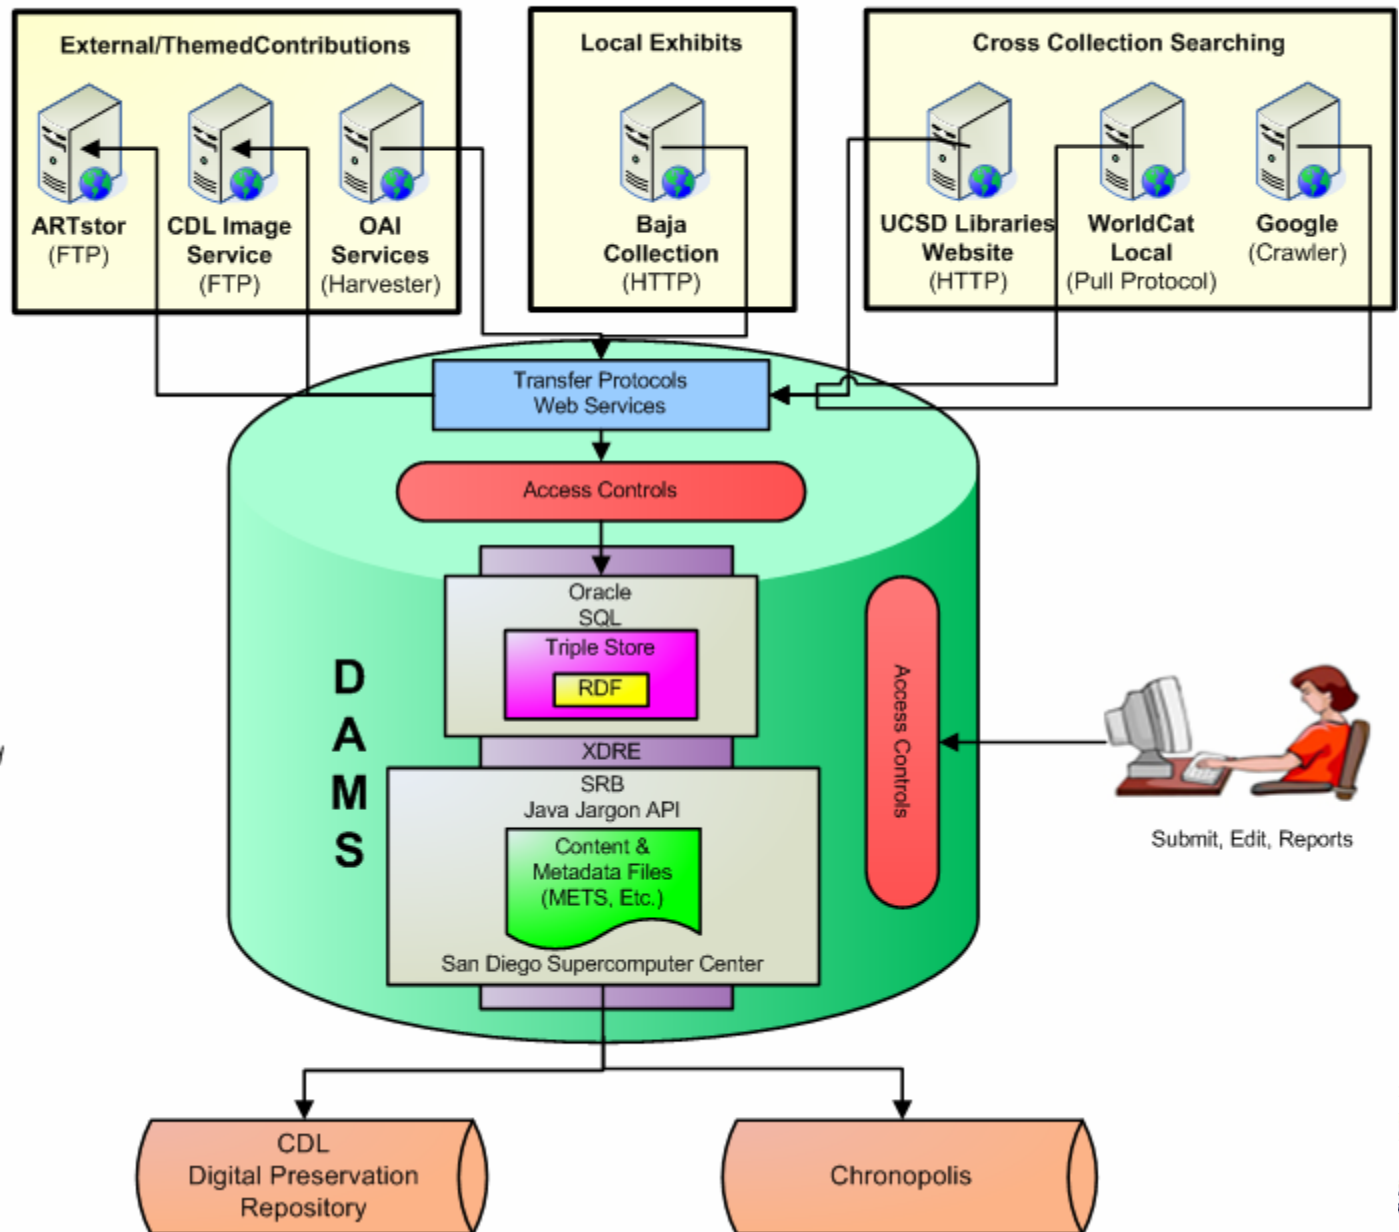 External/ThemedContributions
Local Exhibits
Cross Collection Searching
ARTstor
(FTP)
CDL Image
Service
(FTP)
OAI
Services
(Harvester)
Baja
Collection
(HTTP)
UCSD Libraries
Website
(HTTP)
WorldCat
Local
(Pull Protocol)
Google
(Crawler)
Transfer Protocols
Web Services
Access Controls
Oracle
SQL
Triple Store
RDF
XDRE
SRB
Java Jargon API
Content &
Metadata Files
(METS, Etc.)
San Diego Supercomputer Center
D
A
M
S
Access Controls
Submit, Edit, Reports
CDL
Digital Preservation
Repository
Chronopolis